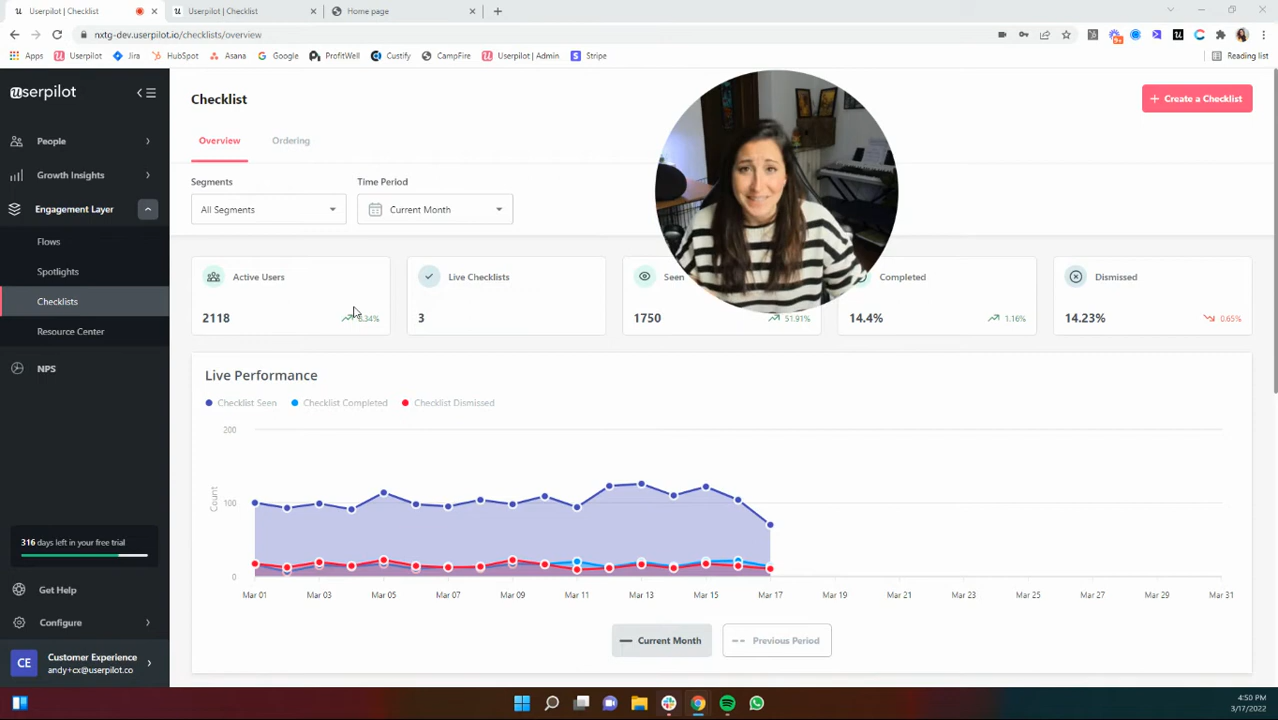 Userpilot | Checklist
Userpilot | Checklist
Home page
nxtg-dev.userpilot.io/checklists/overview
Apps
Userpilot
Jira
HubSpot
Asana
Google
ProfitWell
Custify
CampFire
Userpilot | Admin
Stripe
Reading list
userpilot
People
Growth Insights
Engagement Layer
Flows
Spotlights
Checklists
Resource Center
NPS
316 days left in your free trial
Get Help
Configure
CE
Customer Experience
andy+cx@userpilot.co
Checklist
+ Create a Checklist
Overview
Ordering
Segments
Time Period
All Segments
Current Month
Active Users
2118
Live Checklists
3
Seen
1750
51.91%
Completed
14.4%
1.16%
Dismissed
14.23%
0.65%
Live Performance
Checklist Seen
Checklist Completed
Checklist Dismissed
200
100
0
Count
Mar 01
Mar 03
Mar 05
Mar 07
Mar 09
Mar 11
Mar 13
Mar 15
Mar 17
Mar 19
Mar 21
Mar 23
Mar 25
Mar 27
Mar 29
Mar 31
Current Month
Previous Period
4:50 PM
3/17/2022